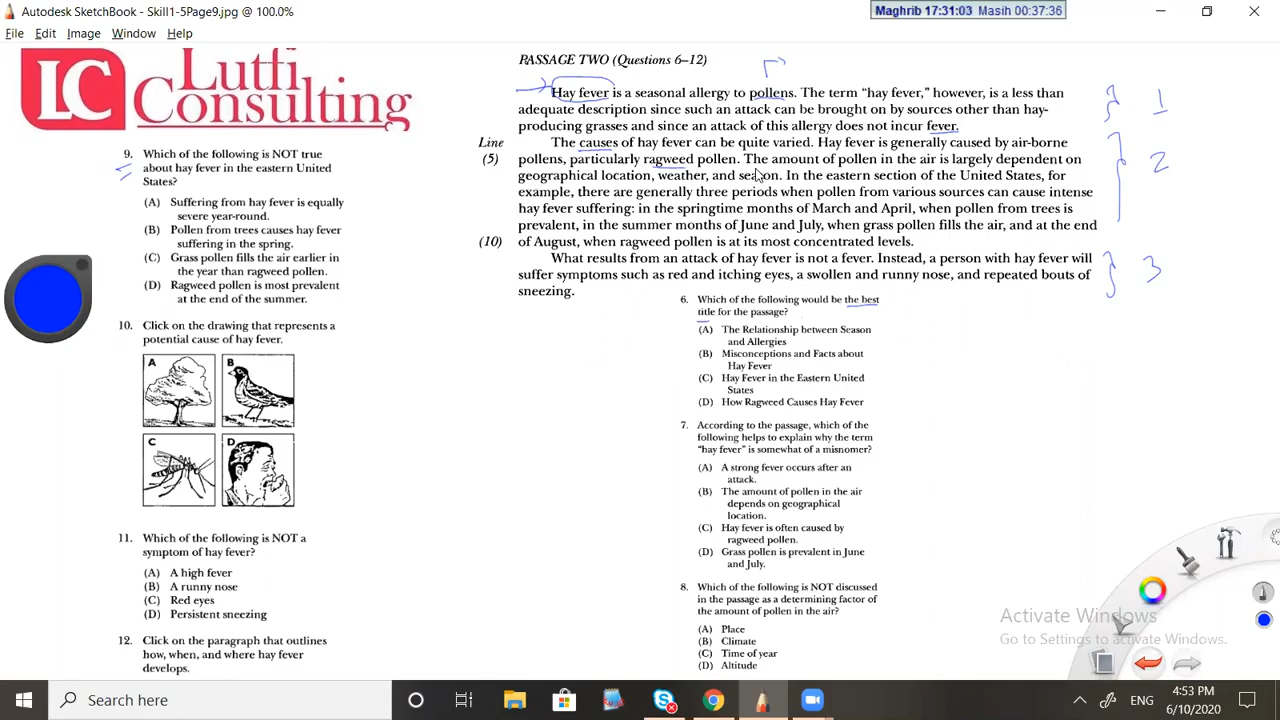 Autodesk SketchBook - Skill1-5Page9.jpg @ 100.0%
Maghrib 17:31:03 Masih 00:37:36
File Edit Image Window Help
LC Lutfi
Consulting
PASSAGE TWO (Questions 6–12)
Hay fever is a seasonal allergy to pollens. The term “hay fever,” however, is a less than
adequate description since such an attack can be brought on by sources other than hay-
producing grasses and since an attack of this allergy does not incur fever.
1
Line
The causes of hay fever can be quite varied. Hay fever is generally caused by air-borne
(5)
pollens, particularly ragweed pollen. The amount of pollen in the air is largely dependent on
geographical location, weather, and season. In the eastern section of the United States, for
example, there are generally three periods when pollen from various sources can cause intense
hay fever suffering: in the springtime months of March and April, when pollen from trees is
prevalent, in the summer months of June and July, when grass pollen fills the air, and at the end
(10)
of August, when ragweed pollen is at its most concentrated levels.
2
What results from an attack of hay fever is not a fever. Instead, a person with hay fever will
suffer symptoms such as red and itching eyes, a swollen and runny nose, and repeated bouts of
sneezing.
3
6. Which of the following would be the best
title for the passage?
(A) The Relationship between Season
and Allergies
(B) Misconceptions and Facts about
Hay Fever
(C) Hay Fever in the Eastern United
States
(D) How Ragweed Causes Hay Fever
7. According to the passage, which of the
following helps to explain why the term
“hay fever” is somewhat of a misnomer?
(A) A strong fever occurs after an
attack.
(B) The amount of pollen in the air
depends on geographical
location.
(C) Hay fever is often caused by
ragweed pollen.
(D) Grass pollen is prevalent in June
and July.
8. Which of the following is NOT discussed
in the passage as a determining factor of
the amount of pollen in the air?
(A) Place
(B) Climate
(C) Time of year
(D) Altitude
9. Which of the following is NOT true
about hay fever in the eastern United
States?
(A) Suffering from hay fever is equally
severe year-round.
(B) Pollen from trees causes hay fever
suffering in the spring.
(C) Grass pollen fills the air earlier in
the year than ragweed pollen.
(D) Ragweed pollen is most prevalent
at the end of the summer.
10. Click on the drawing that represents a
potential cause of hay fever.
A B
C D
11. Which of the following is NOT a
symptom of hay fever?
(A) A high fever
(B) A runny nose
(C) Red eyes
(D) Persistent sneezing
12. Click on the paragraph that outlines
how, when, and where hay fever
develops.
Activate Windows
Go to Settings to activate Windows.
Search here
ENG
4:53 PM
6/10/2020